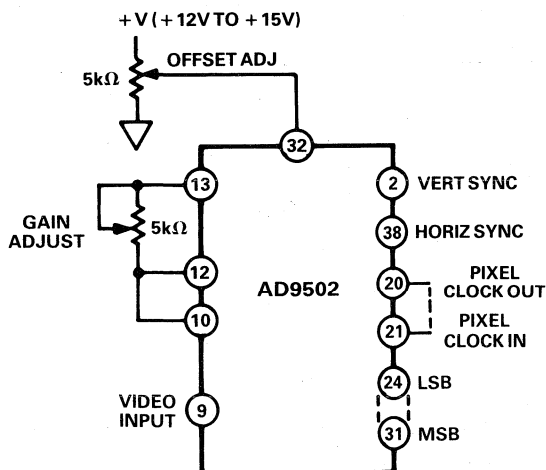 +V (+12V TO +15V)
OFFSET ADJ
5kΩ
32
13
2
VERT SYNC
GAIN
ADJUST
5kΩ
38
HORIZ SYNC
12
AD9502
20
PIXEL
CLOCK OUT
10
21
PIXEL
CLOCK IN
24
LSB
VIDEO
INPUT
9
31
MSB